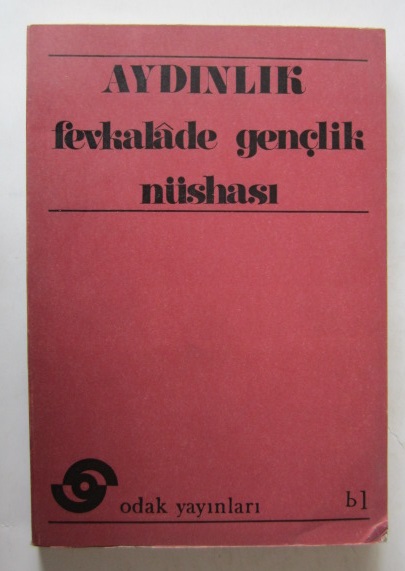 AYDINLIK
fevkalâde gençlik
nüshası
odak yayınları
b1